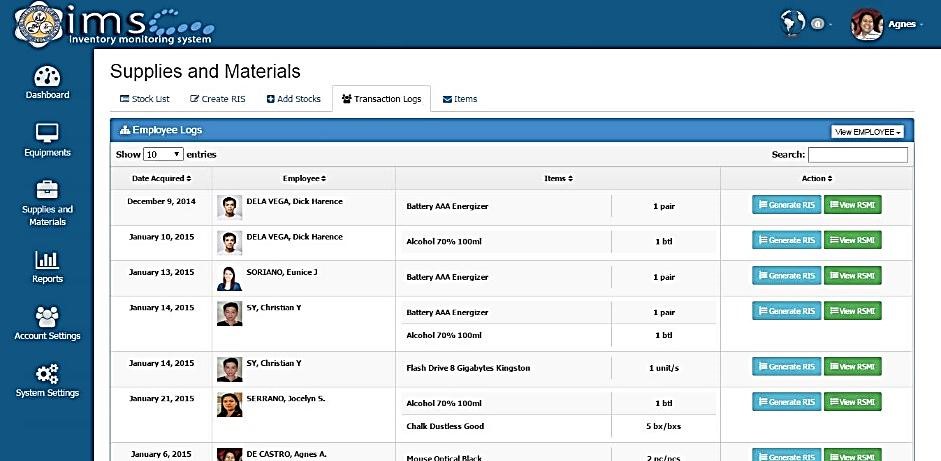 ims
Inventory monitoring system
Agnes
Dashboard
Equipments
Supplies and Materials
Reports
Account Settings
System Settings
Supplies and Materials
Stock List Create RIS Add Stocks Transaction Logs Items
Employee Logs View EMPLOYEE
Show 10 entries Search:
Date Acquired Employee Items Action
December 9, 2014 DELA VEGA, Dick Harence Battery AAA Energizer 1 pair Generate RIS View RSMI
January 10, 2015 DELA VEGA, Dick Harence Alcohol 70% 100ml 1 btl Generate RIS View RSMI
January 13, 2015 SORIANO, Eunice J Battery AAA Energizer 1 pair Generate RIS View RSMI
January 14, 2015 SY, Christian Y Battery AAA Energizer 1 pair Generate RIS View RSMI
Alcohol 70% 100ml 1 btl
January 14, 2015 SY, Christian Y Flash Drive 8 Gigabytes Kingston 1 unit/s Generate RIS View RSMI
January 21, 2015 SERRANO, Jocelyn S. Alcohol 70% 100ml 1 btl Generate RIS View RSMI
Chalk Dustless Good 5 bx/bxs
January 6, 2015 DE CASTRO, Agnes A. Mouse Optical Black 2 pc/pcs Generate RIS View RSMI